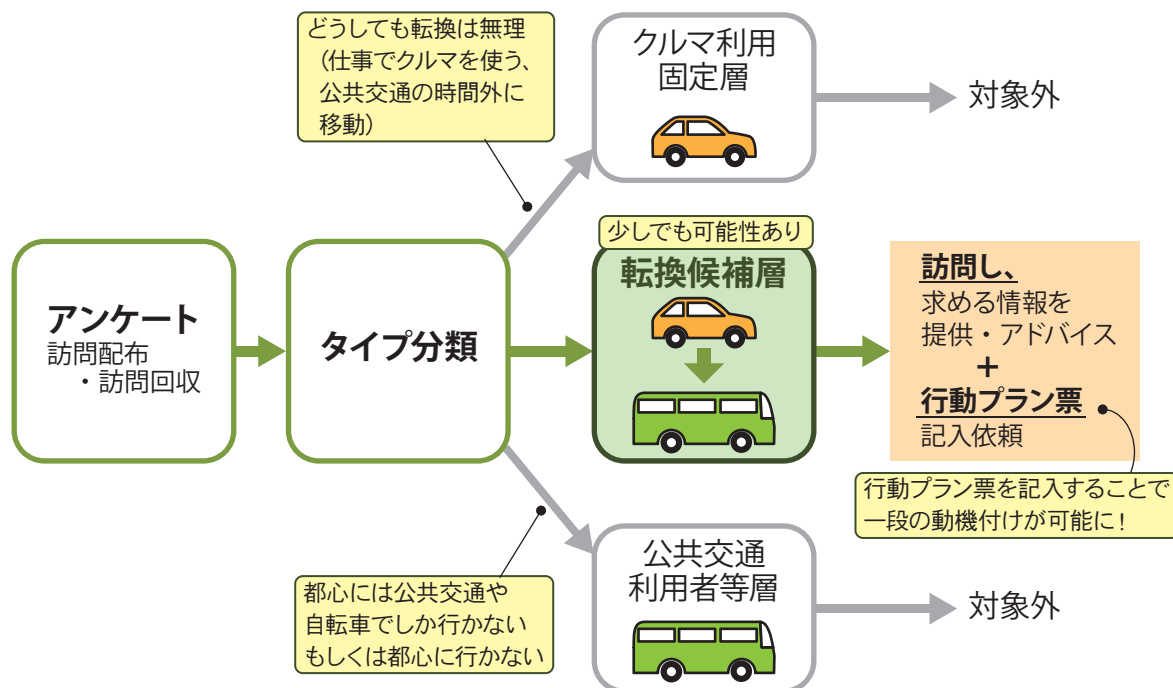 アンケート
訪問配布
・訪問回収
タイプ分類
どうしても転換は無理
(仕事でクルマを使う、
公共交通の時間外に
移動)
クルマ利用
固定層
対象外
少しでも可能性あり
転換候補層
訪問し、
求める情報を
提供・アドバイス
+
行動プラン票
記入依頼
行動プラン票を記入することで
一段の動機付けが可能に!
都心には公共交通や
自転車でしか行かない
もしくは都心に行かない
公共交通
利用者等層
対象外